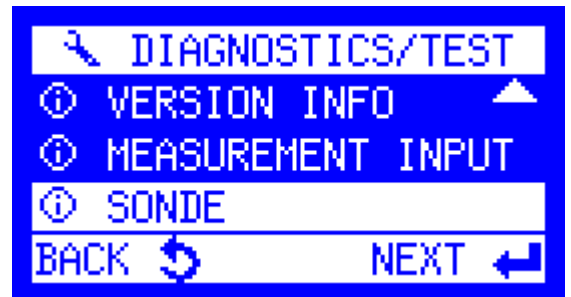 DIAGNOSTICS/TEST
VERSION INFO
MEASUREMENT INPUT
SONDE
BACK NEXT